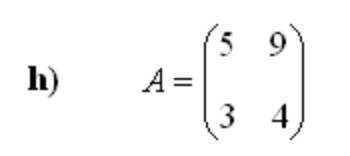 h) A = (5 9
3 4)